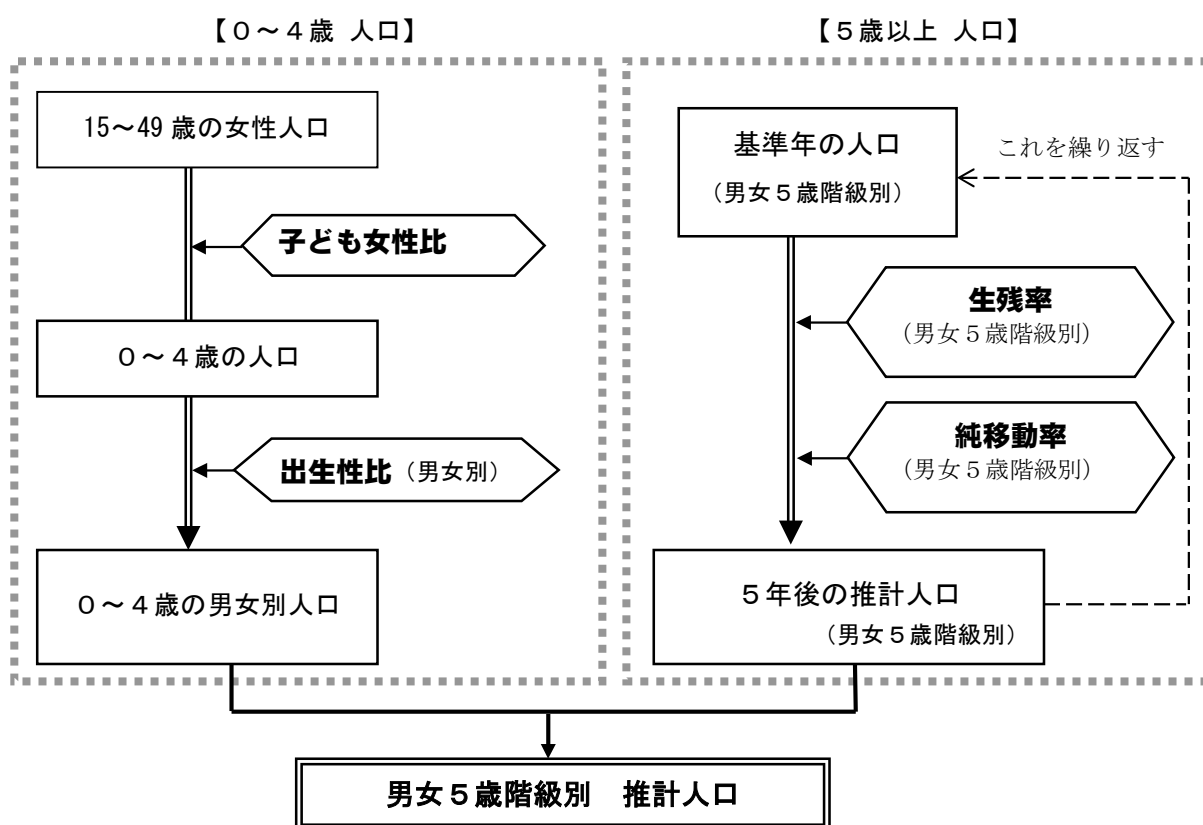 【０～４歳 人口】
15～49 歳の女性人口
子ども女性比
０～４歳の人口
出生性比（男女別）
０～４歳の男女別人口
【５歳以上 人口】
基準年の人口
（男女５歳階級別）
これを繰り返す
生残率
（男女５歳階級別）
純移動率
（男女５歳階級別）
５年後の推計人口
（男女５歳階級別）
男女５歳階級別　推計人口